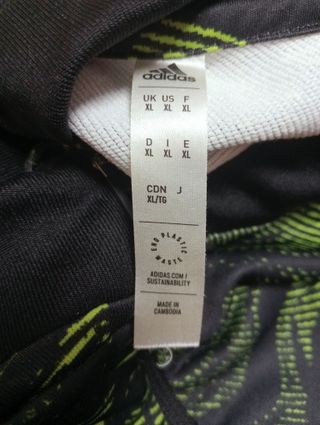 adidas
UK US F
XL XL XL
D I E
XL XL XL
CDN J
XL/TG
END PLASTIC WASTE
ADIDAS.COM/
SUSTAINABILITY
MADE IN
CAMBODIA